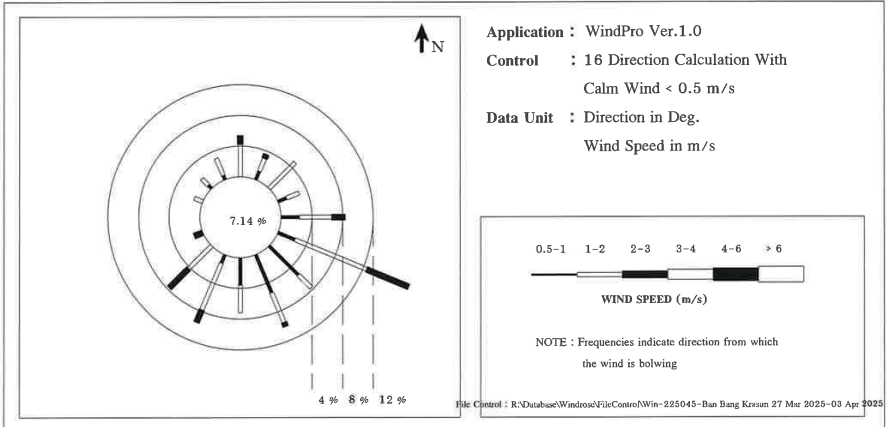 N
7.14 %
4 % 8 % 12 %
Application : WindPro Ver.1.0
Control : 16 Direction Calculation With
Calm Wind < 0.5 m/s
Data Unit : Direction in Deg.
Wind Speed in m/s
0.5-1 1-2 2-3 3-4 4-6 > 6
WIND SPEED (m/s)
NOTE : Frequencies indicate direction from which
the wind is bolwing
File Control : R:\Database\Windrose\FileControl\Win-225045-Ban Bang Krasun 27 Mar 2025-03 Apr 2025